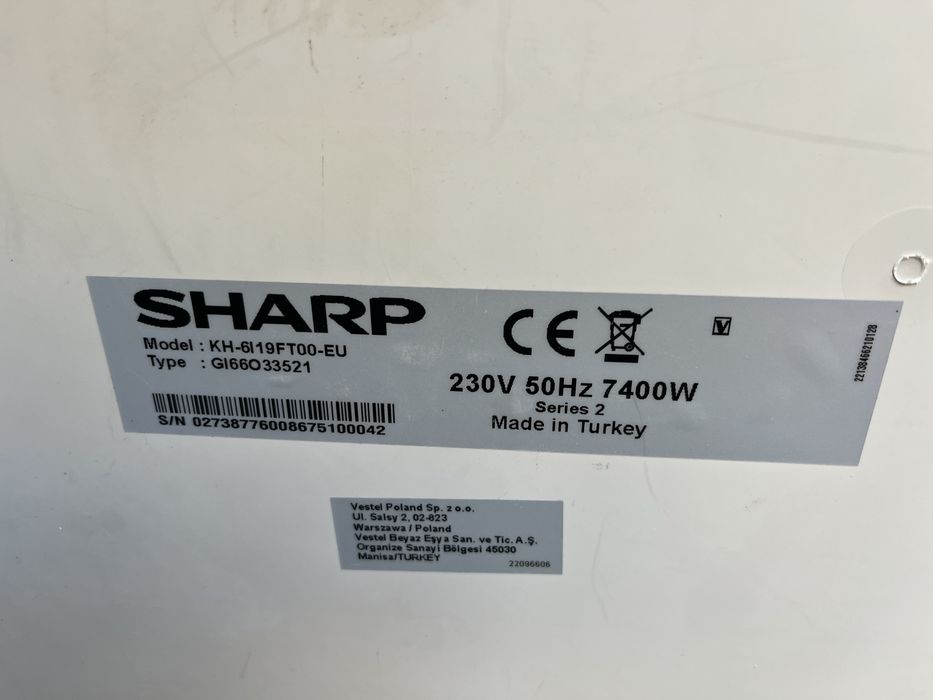 SHARP
Model : KH-6I19FT00-EU
Type : GI66O33521
S/N 02738776008675100042
CE
230V 50Hz 7400W
Series 2
Made in Turkey
V
22138466210128
Vestel Poland Sp. z o.o.
Ul. Salsy 2, 02-823
Warszawa / Poland
Vestel Beyaz Eşya San. ve Tic. A.Ş.
Organize Sanayi Bölgesi 45030
Manisa/TURKEY
22096606